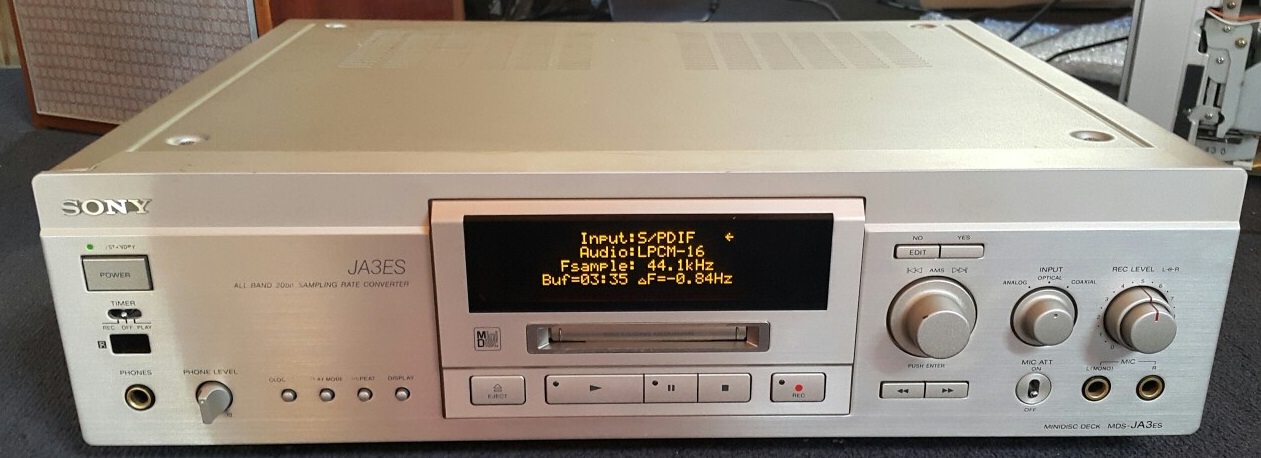 SONY
POWER
TIMER
REC OFF PLAY
PHONES
PHONE LEVEL
JA3ES
ALL BAND 20bit SAMPLING RATE CONVERTER
DISPLAY
Input:S/PDIF ←
Audio:LPCM-16
Fsample: 44.1kHz
Buf=03:35 △F=-0.84Hz
MD
EJECT
REC
NO YES
EDIT
AMS
PUSH ENTER
INPUT
OPTICAL
ANALOG COAXIAL
REC LEVEL L R
MIC ATT
ON
OFF
MIC
L(MONO) R
MINIDISC DECK MDS-JA3ES